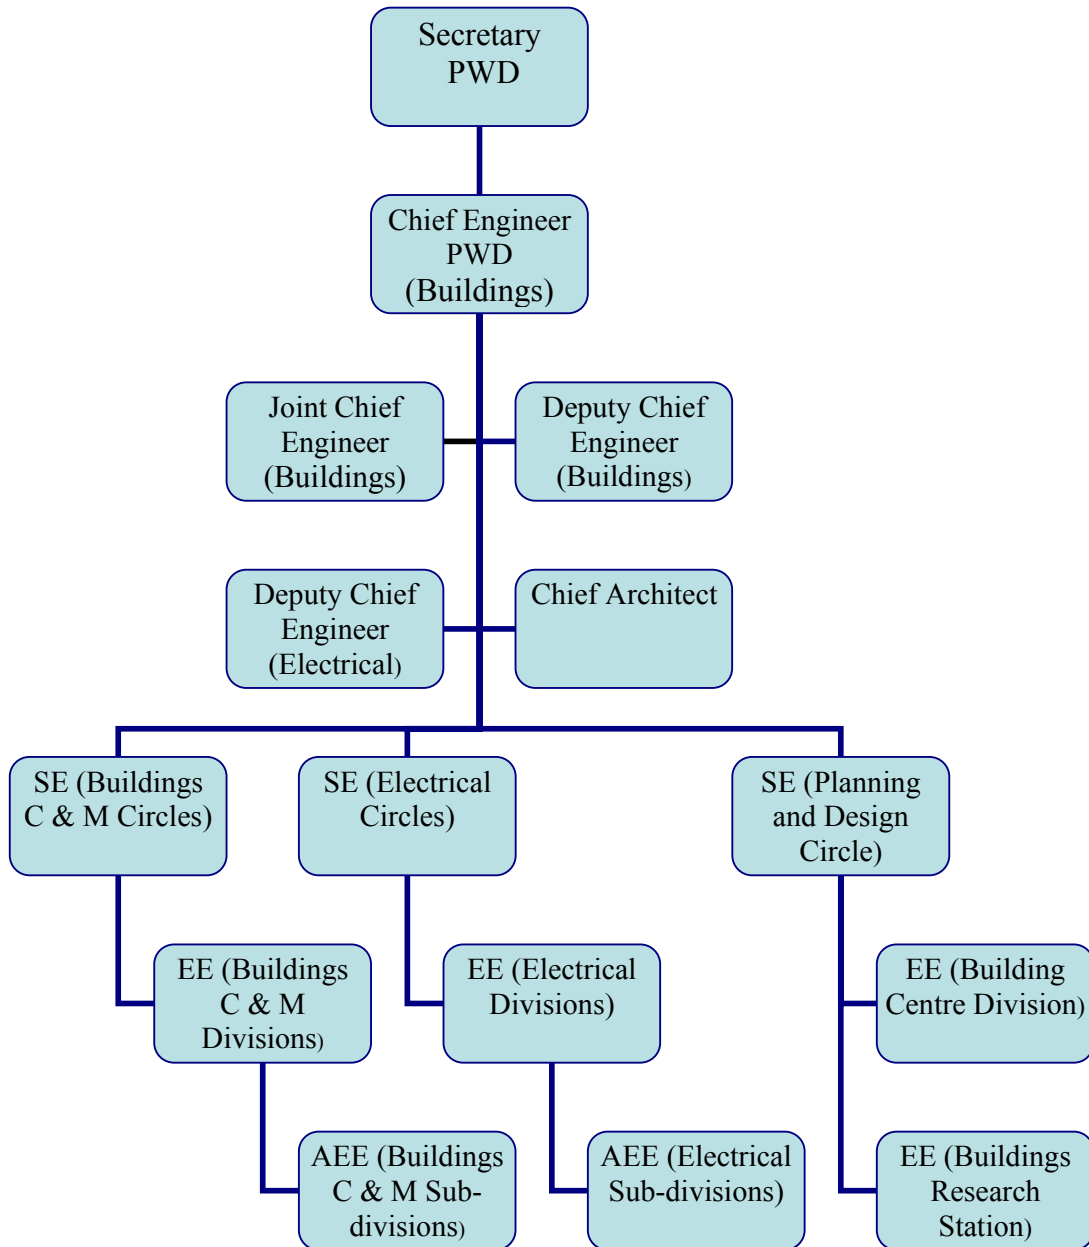 Secretary
PWD
Chief Engineer
PWD
(Buildings)
Joint Chief
Engineer
(Buildings)
Deputy Chief
Engineer
(Buildings)
Deputy Chief
Engineer
(Electrical)
Chief Architect
SE (Buildings
C & M Circles)
SE (Electrical
Circles)
SE (Planning
and Design
Circle)
EE (Buildings
C & M
Divisions)
EE (Electrical
Divisions)
EE (Building
Centre Division)
AEE (Buildings
C & M Sub-
divisions)
AEE (Electrical
Sub-divisions)
EE (Buildings
Research
Station)